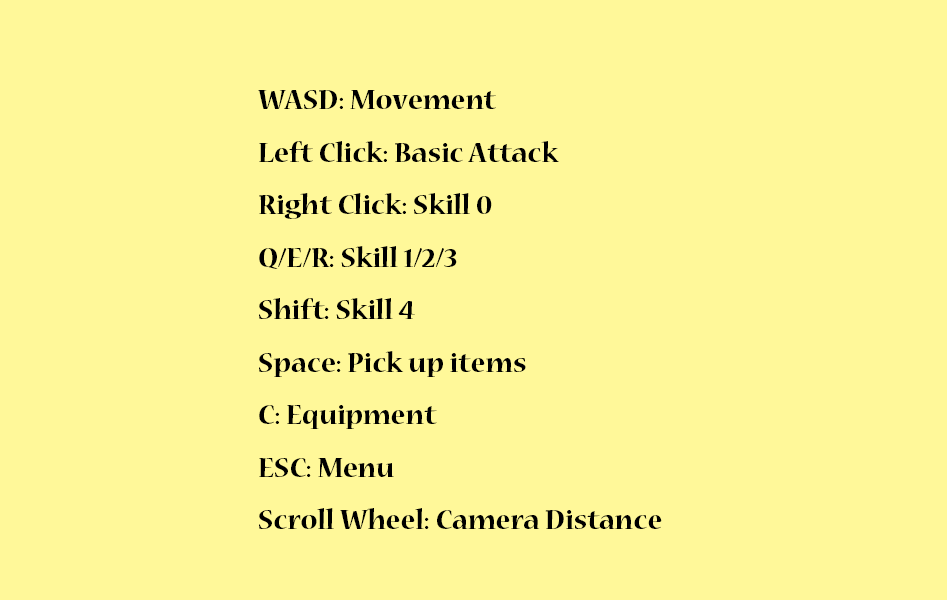 WASD: Movement
Left Click: Basic Attack
Right Click: Skill 0
Q/E/R: Skill 1/2/3
Shift: Skill 4
Space: Pick up items
C: Equipment
ESC: Menu
Scroll Wheel: Camera Distance